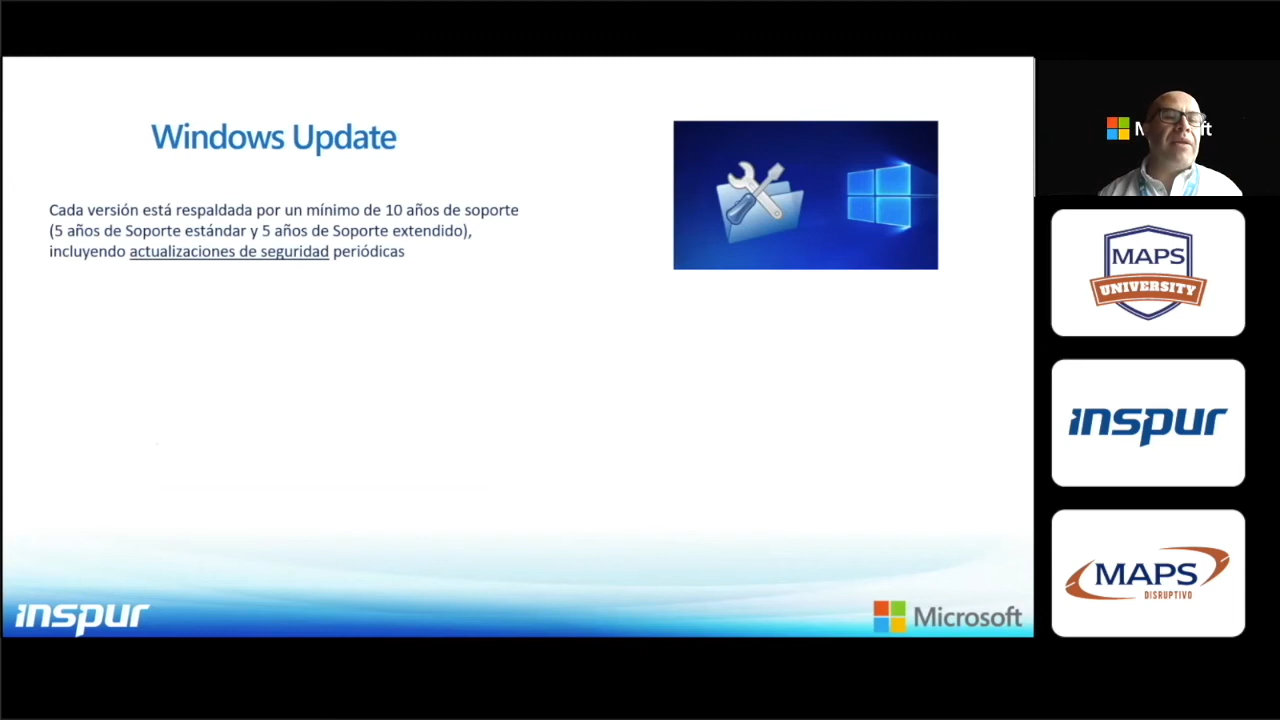 Windows Update
Cada versión está respaldada por un mínimo de 10 años de soporte
(5 años de Soporte estándar y 5 años de Soporte extendido),
incluyendo actualizaciones de seguridad periódicas
inspur
Microsoft
MAPS
UNIVERSITY
inspur
MAPS
DISRUPTIVO